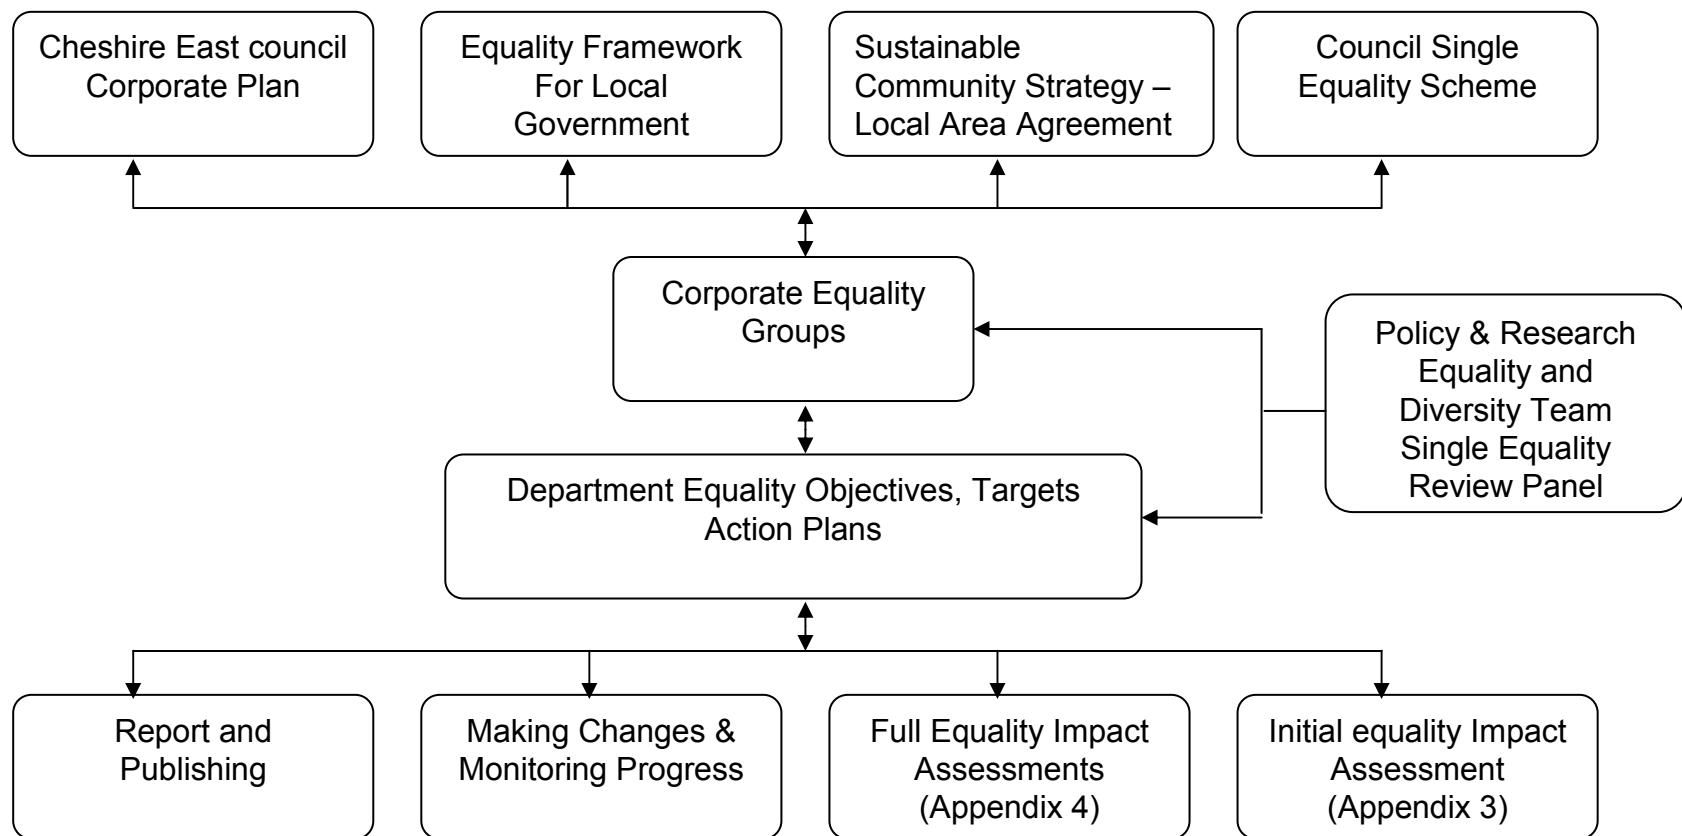 Cheshire East council
Corporate Plan
Equality Framework
For Local
Government
Sustainable
Community Strategy –
Local Area Agreement
Council Single
Equality Scheme
Corporate Equality
Groups
Policy & Research
Equality and
Diversity Team
Single Equality
Review Panel
Department Equality Objectives, Targets
Action Plans
Report and
Publishing
Making Changes &
Monitoring Progress
Full Equality Impact
Assessments
(Appendix 4)
Initial equality Impact
Assessment
(Appendix 3)